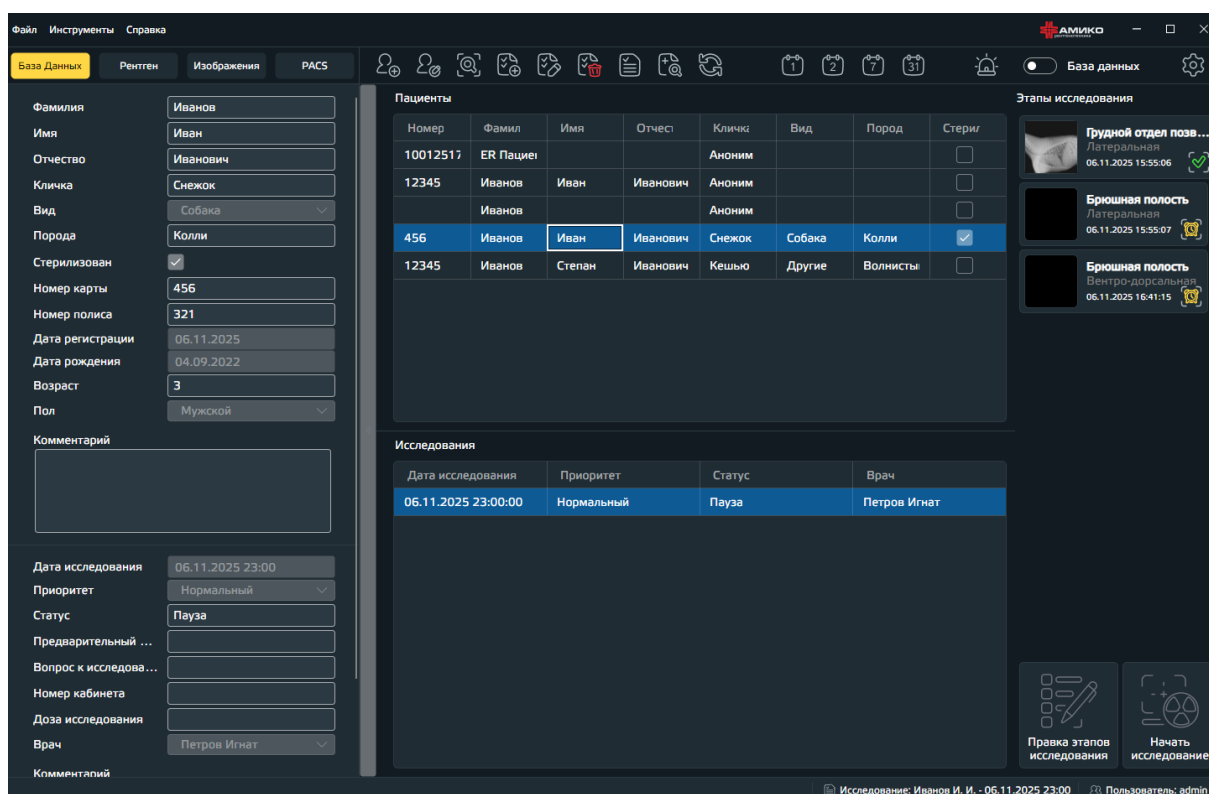 Файл Инструменты Справка
АМИКО
База Данных Рентген Изображения PACS
1 2 7 31
База данных
Фамилия Иванов
Имя Иван
Отчество Иванович
Кличка Снежок
Вид Собака
Порода Колли
Стерилизован
Номер карты 456
Номер полиса 321
Дата регистрации 06.11.2025
Дата рождения 04.09.2022
Возраст 3
Пол Мужской
Комментарий
Дата исследования 06.11.2025 23:00
Приоритет Нормальный
Статус Пауза
Предварительный ...
Вопрос к исследова...
Номер кабинета
Доза исследования
Врач Петров Игнат
Комментарий
Пациенты
Номер Фамил Имя Отчест Кличка Вид Пород Стерил
10012517 ER Пациен Аноним
12345 Иванов Иван Иванович Аноним
Иванов Аноним
456 Иванов Иван Иванович Снежок Собака Колли
12345 Иванов Степан Иванович Кешью Другие Волнисты
Исследования
Дата исследования Приоритет Статус Врач
06.11.2025 23:00:00 Нормальный Пауза Петров Игнат
Этапы исследования
Грудной отдел позв...
Латеральная
06.11.2025 15:55:06
Брюшная полость
Латеральная
06.11.2025 15:55:07
Брюшная полость
Вентро-дорсальная
06.11.2025 16:41:15
Правка этапов
исследования
Начать
исследование
Исследование: Иванов И. И. - 06.11.2025 23:00 Пользователь: admin